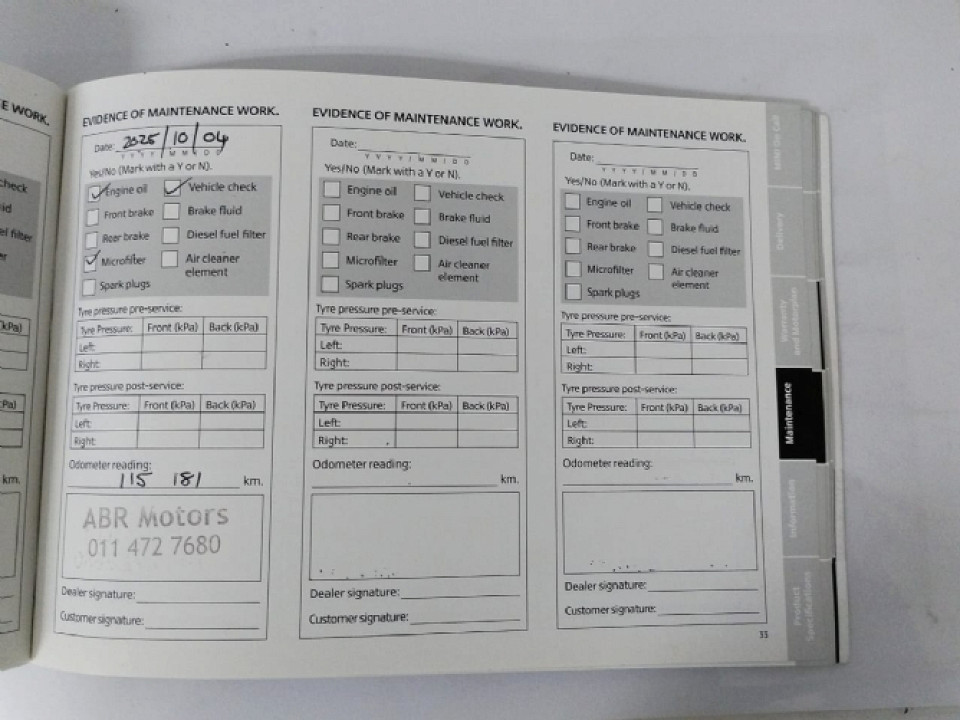 E WORK.
check
id
el filter
er
(kPa)
Pa)
km.
EVIDENCE OF MAINTENANCE WORK.
Date: 2025/10/04
Y Y Y Y / M M / D D
Yes/No (Mark with a Y or N).
Engine oil Vehicle check
Front brake Brake fluid
Rear brake Diesel fuel filter
Microfilter Air cleaner
element
Spark plugs
Tyre pressure pre-service:
Tyre Pressure: Front (kPa) Back (kPa)
Left:
Right:
Tyre pressure post-service:
Tyre Pressure: Front (kPa) Back (kPa)
Left:
Right:
Odometer reading:
115 181 km.
ABR Motors
011 472 7680
Dealer signature:
Customer signature:
EVIDENCE OF MAINTENANCE WORK.
Date:
Y Y Y Y / M M / D D
Yes/No (Mark with a Y or N).
Engine oil Vehicle check
Front brake Brake fluid
Rear brake Diesel fuel filter
Microfilter Air cleaner
element
Spark plugs
Tyre pressure pre-service:
Tyre Pressure: Front (kPa) Back (kPa)
Left:
Right:
Tyre pressure post-service:
Tyre Pressure: Front (kPa) Back (kPa)
Left:
Right:
Odometer reading:
km.
Dealer signature:
Customer signature:
EVIDENCE OF MAINTENANCE WORK.
Date:
Y Y Y Y / M M / D D
Yes/No (Mark with a Y or N).
Engine oil Vehicle check
Front brake Brake fluid
Rear brake Diesel fuel filter
Microfilter Air cleaner
element
Spark plugs
Tyre pressure pre-service:
Tyre Pressure: Front (kPa) Back (kPa)
Left:
Right:
Tyre pressure post-service:
Tyre Pressure: Front (kPa) Back (kPa)
Left:
Right:
Odometer reading:
km.
Dealer signature:
Customer signature:
33
Delivery
Warranty
and Motorplan
Maintenance
Information
Product
Specifications